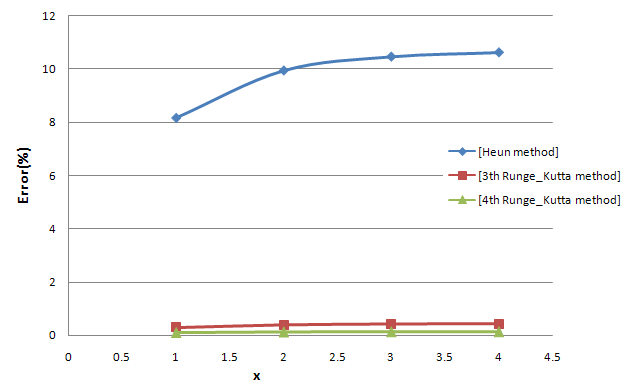 12
10
8
6
4
2
0
Error(%)
[Heun method]
[3th Runge_Kutta method]
[4th Runge_Kutta method]
0 0.5 1 1.5 2 2.5 3 3.5 4 4.5
x